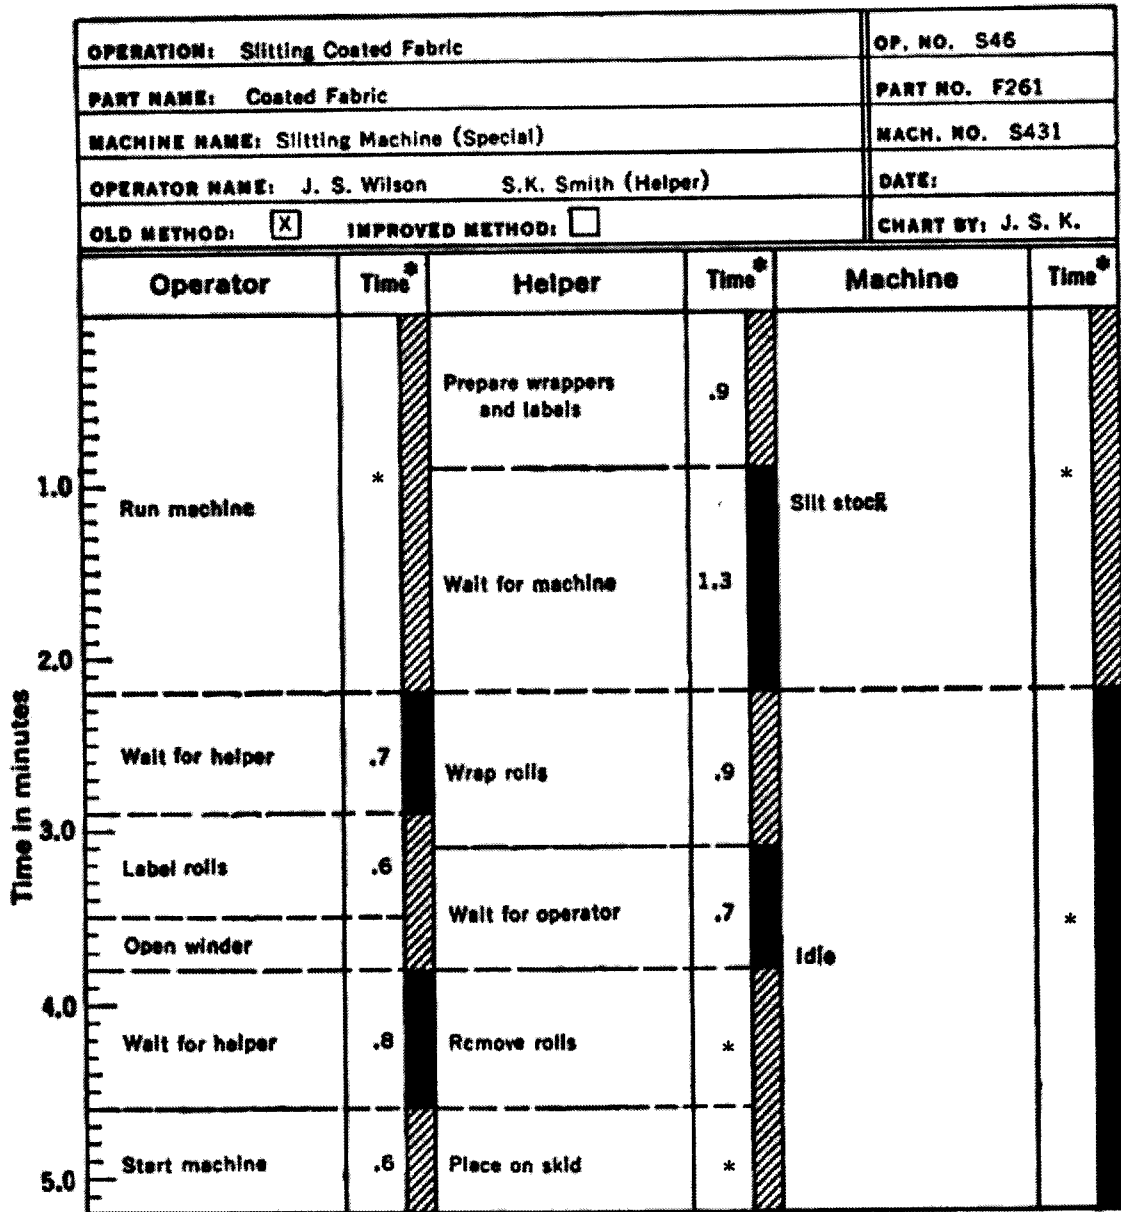 OPERATION: Slitting Coated Fabric
OP. NO. S46
PART NAME: Coated Fabric
PART NO. F261
MACHINE NAME: Slitting Machine (Special)
MACH. NO. S431
OPERATOR NAME: J. S. Wilson S.K. Smith (Helper)
DATE:
OLD METHOD: X IMPROVED METHOD:
CHART BY: J. S. K.
Operator Time* Helper Time* Machine Time*
Prepare wrappers
and labels
.9
1.0
Run machine
*
Slit stock
*
Wait for machine
1.3
2.0
Time in minutes
Wait for helper
.7
Wrap rolls
.9
3.0
Label rolls
.6
Wait for operator
.7
*
Open winder
Idle
4.0
Wait for helper
.8
Remove rolls
*
5.0
Start machine
.6
Place on skid
*